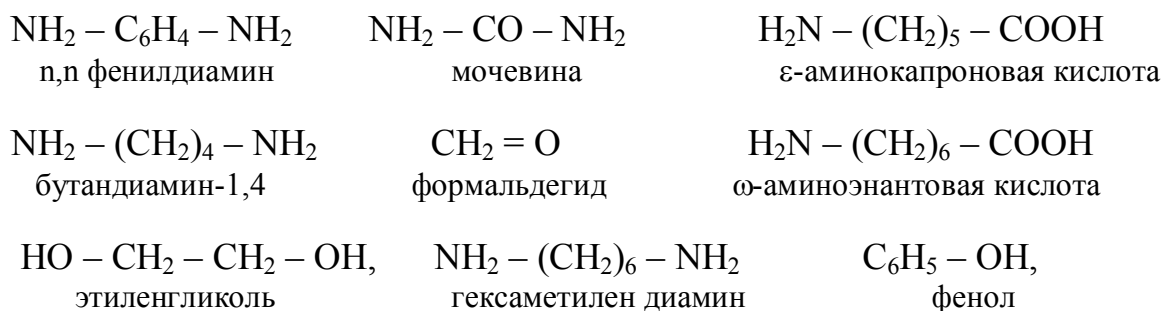 NH₂ – C₆H₄ – NH₂ NH₂ – CO – NH₂ H₂N – (CH₂)₅ – COOH
n,n фенилдиамин мочевина ε-аминокапроновая кислота
NH₂ – (CH₂)₄ – NH₂ CH₂ = O H₂N – (CH₂)₆ – COOH
бутандиамин-1,4 формальдегид ω-аминоэнантовая кислота
HO – CH₂ – CH₂ – OH, NH₂ – (CH₂)₆ – NH₂ C₆H₅ – OH,
этиленгликоль гексаметилен диамин фенол